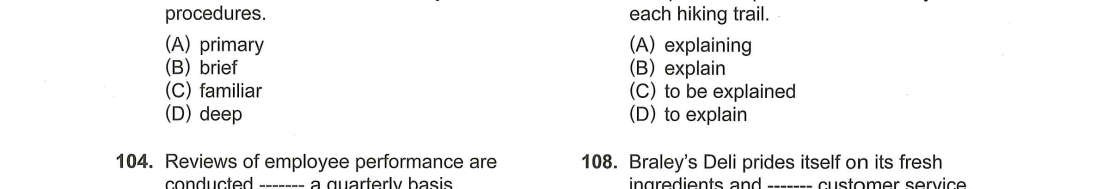 procedures.
(A) primary
(B) brief
(C) familiar
(D) deep
104. Reviews of employee performance are
conducted ------- a quarterly basis
each hiking trail.
(A) explaining
(B) explain
(C) to be explained
(D) to explain
108. Braley's Deli prides itself on its fresh
ingredients and ------- customer service